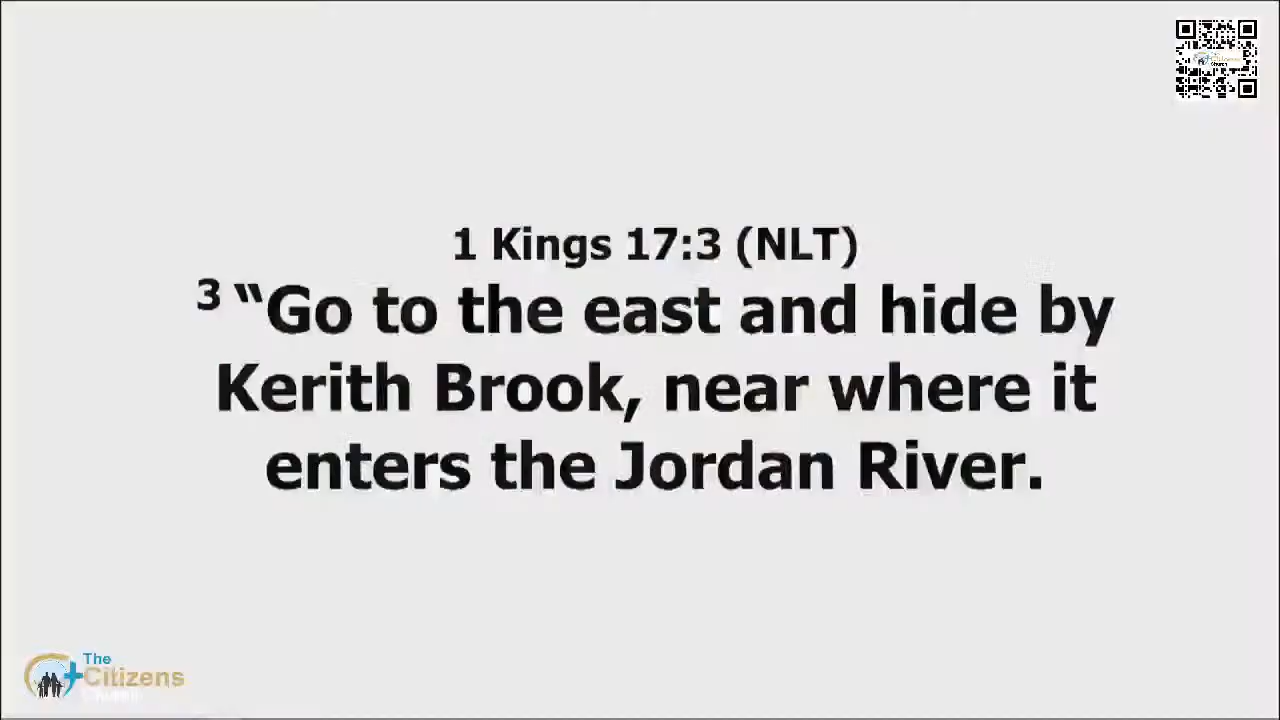 1 Kings 17:3 (NLT)
3 “Go to the east and hide by
Kerith Brook, near where it
enters the Jordan River.
The
Citizens
Church